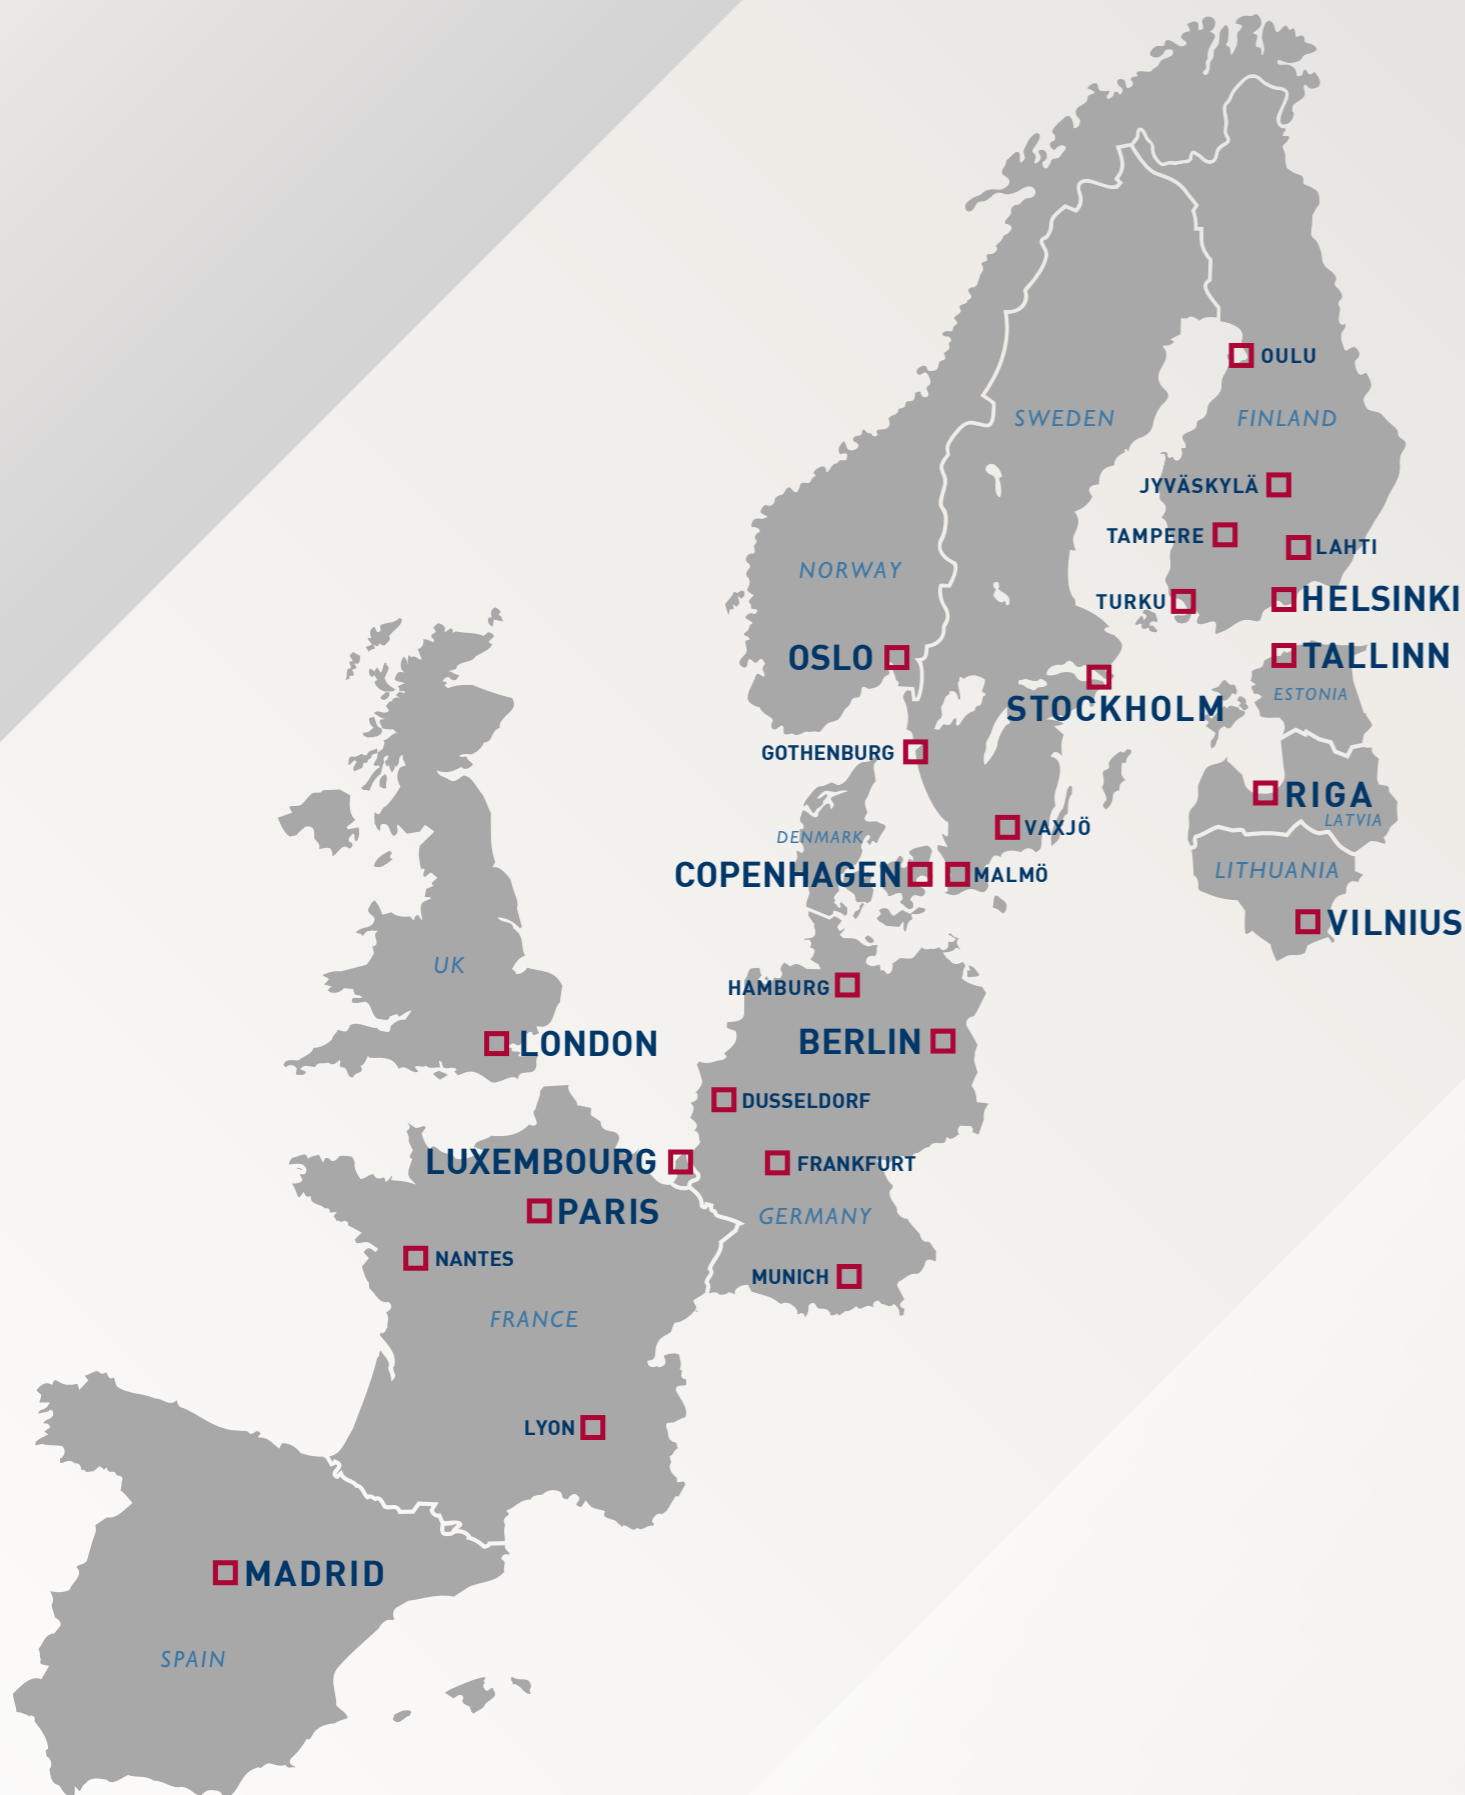 OULU
SWEDEN
FINLAND
JYVÄSKYLÄ
TAMPERE
LAHTI
NORWAY
TURKU
HELSINKI
OSLO
TALLINN
STOCKHOLM
ESTONIA
GOTHENBURG
RIGA
LATVIA
VAXJÖ
DENMARK
COPENHAGEN
MALMÖ
LITHUANIA
VILNIUS
UK
HAMBURG
LONDON
BERLIN
DUSSELDORF
LUXEMBOURG
FRANKFURT
PARIS
GERMANY
NANTES
MUNICH
FRANCE
LYON
MADRID
SPAIN